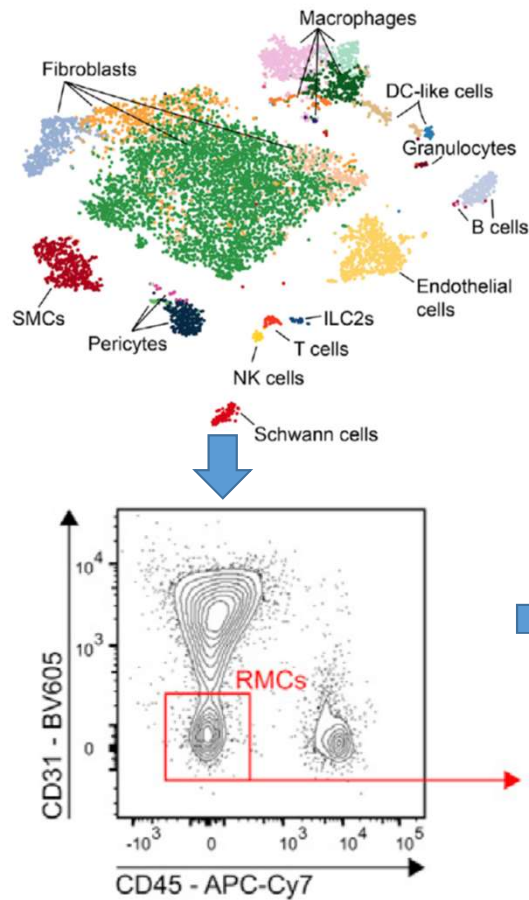 Macrophages
Fibroblasts
DC-like cells
Granulocytes
B cells
Endothelial
cells
SMCs
Pericytes
ILC2s
T cells
NK cells
Schwann cells
CD31 - BV605
10⁴
10³
0
RMCs
-10³ 0 10³ 10⁴ 10⁵
CD45 - APC-Cy7